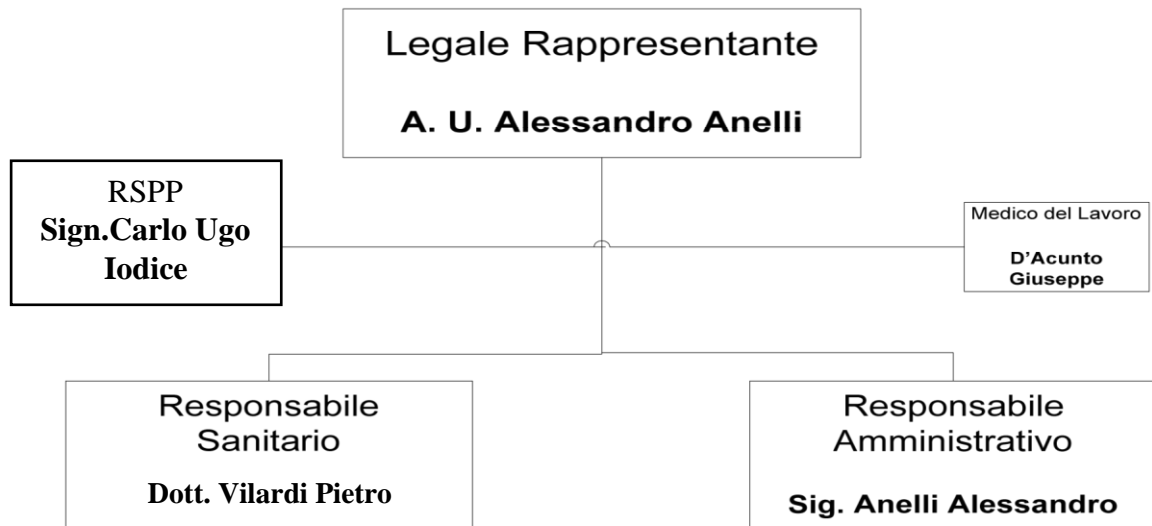 Legale Rappresentante
A. U. Alessandro Anelli
RSPP
Sign.Carlo Ugo
Iodice
Medico del Lavoro
D'Acunto
Giuseppe
Responsabile
Sanitario
Dott. Vilardi Pietro
Responsabile
Amministrativo
Sig. Anelli Alessandro